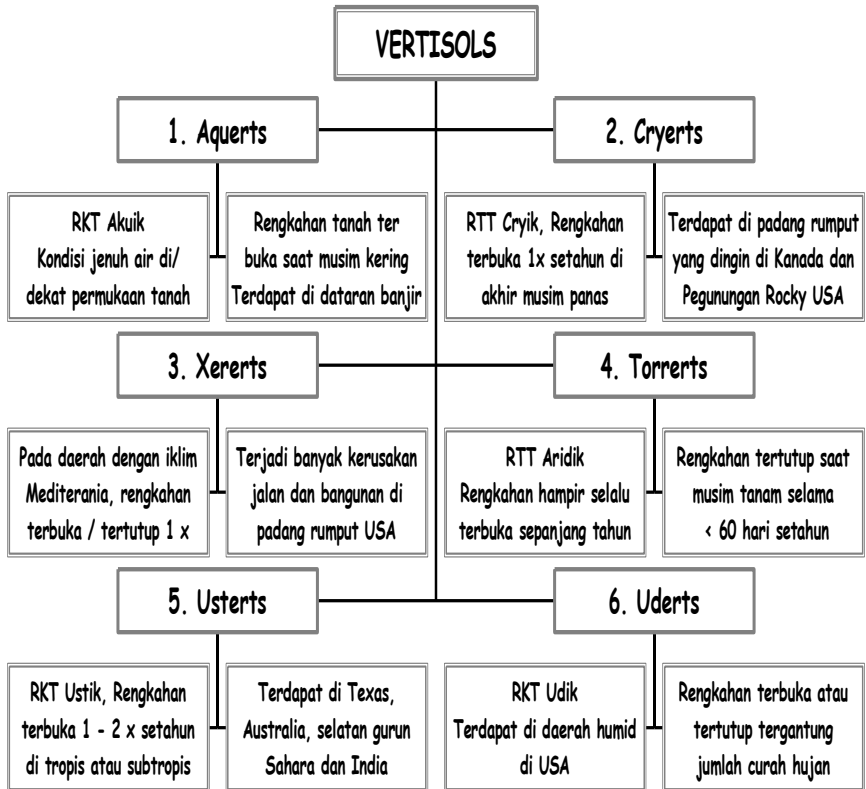 VERTISOLS
1. Aquerts
RKT Akuik
Kondisi jenuh air di/
dekat permukaan tanah
Rengkahan tanah ter
buka saat musim kering
Terdapat di dataran banjir
2. Cryerts
RTT Cryik, Rengkahan
terbuka 1x setahun di
akhir musim panas
Terdapat di padang rumput
yang dingin di Kanada dan
Pegunungan Rocky USA
3. Xererts
Pada daerah dengan iklim
Mediterania, rengkahan
terbuka / tertutup 1 x
Terjadi banyak kerusakan
jalan dan bangunan di
padang rumput USA
4. Torrerts
RTT Aridik
Rengkahan hampir selalu
terbuka sepanjang tahun
Rengkahan tertutup saat
musim tanam selama
< 60 hari setahun
5. Usterts
RKT Ustik, Rengkahan
terbuka 1 - 2 x setahun
di tropis atau subtropis
Terdapat di Texas,
Australia, selatan gurun
Sahara dan India
6. Uderts
RKT Udik
Terdapat di daerah humid
di USA
Rengkahan terbuka atau
tertutup tergantung
jumlah curah hujan